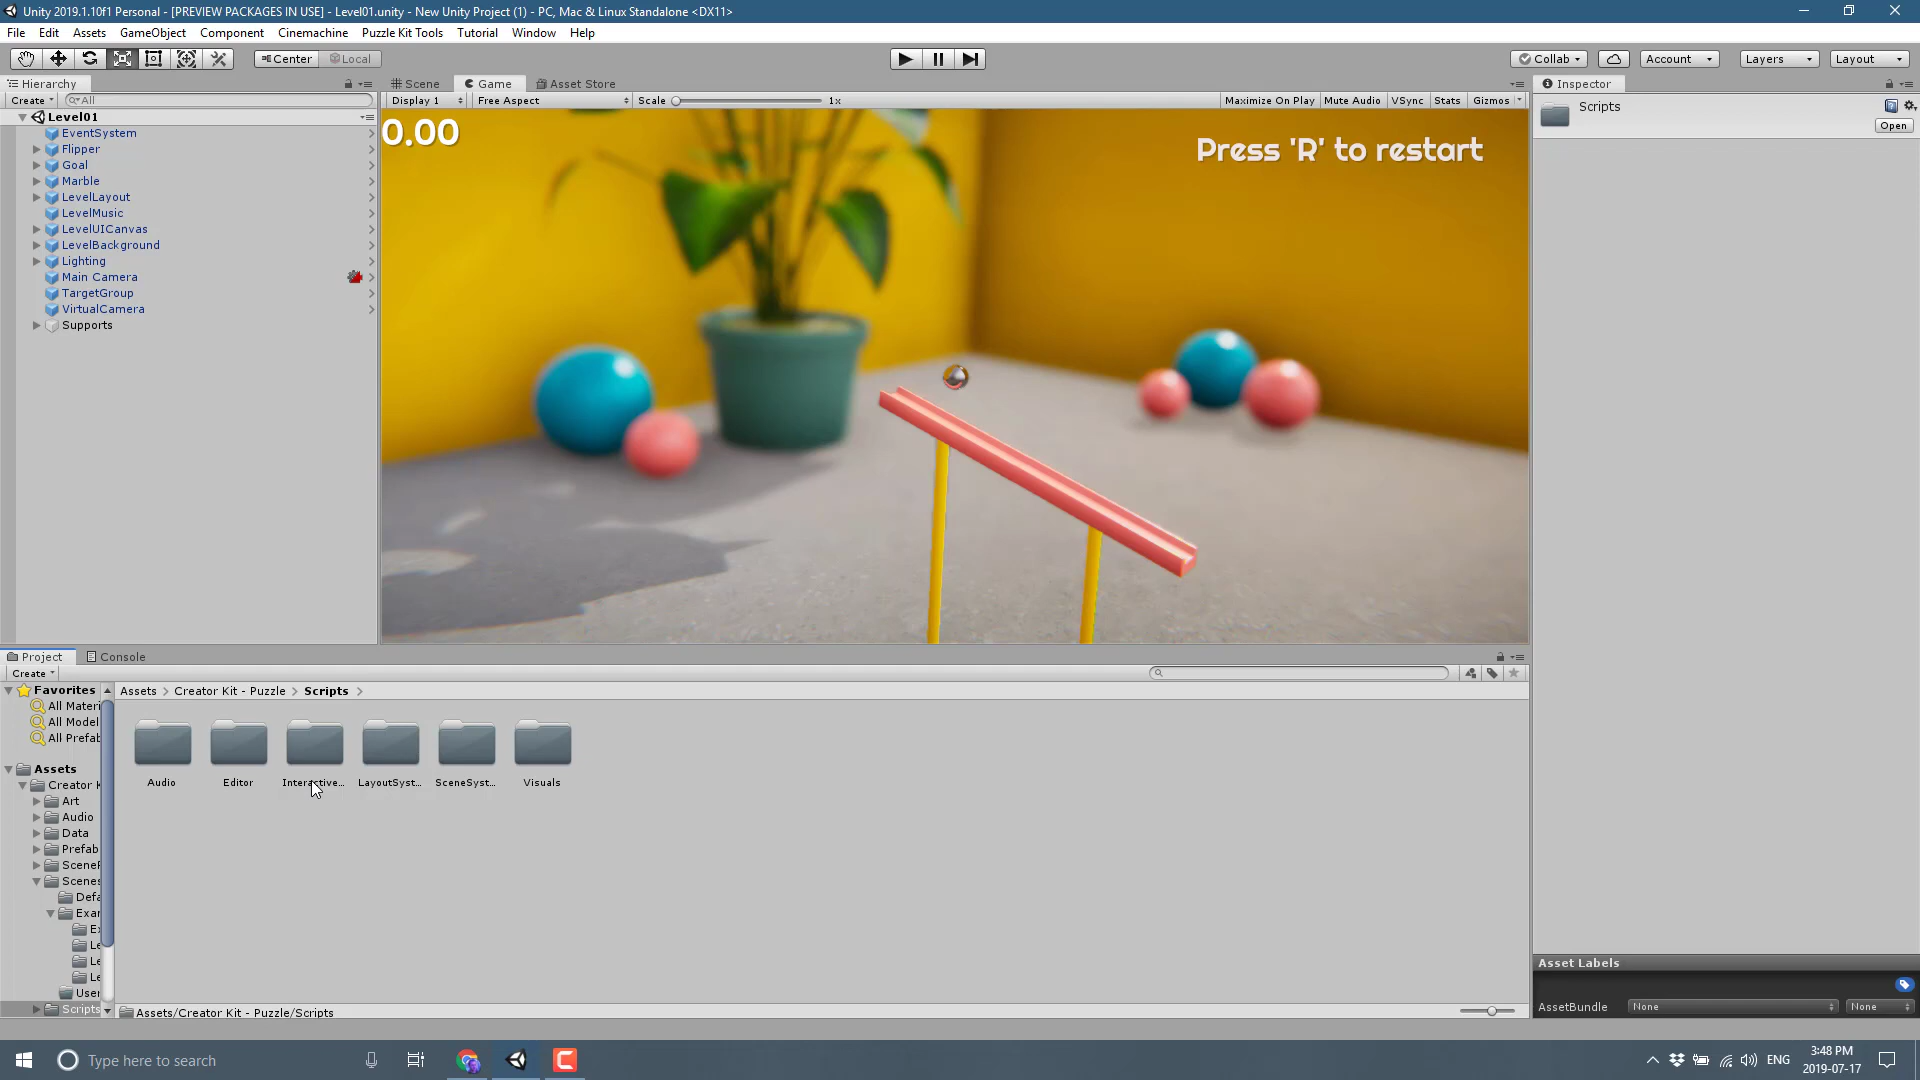 Unity 2019.1.10f1 Personal - [PREVIEW PACKAGES IN USE] - Level01.unity - New Unity Project (1) - PC, Mac & Linux Standalone <DX11>
File Edit Assets GameObject Component Cinemachine Puzzle Kit Tools Tutorial Window Help
Center Local Collab Account Layers Layout
Hierarchy Scene Game Asset Store Inspector
Create All Display 1 Free Aspect Scale 1x Maximize On Play Mute Audio VSync Stats Gizmos
Scripts
Open
Level01
EventSystem
Flipper
Goal
Marble
LevelLayout
LevelMusic
LevelUICanvas
LevelBackground
Lighting
Main Camera
TargetGroup
VirtualCamera
Supports
0.00
Press 'R' to restart
Project Console
Create
Favorites
All Materi
All Model
All Prefab
Assets
Creator K
Art
Audio
Data
Prefab
SceneP
Scenes
Defa
Exar
Ex
Le
Le
Le
User
Scripts
Assets > Creator Kit - Puzzle > Scripts >
Audio Editor Interactive... LayoutSyst... SceneSyst... Visuals
Assets/Creator Kit - Puzzle/Scripts
Asset Labels
AssetBundle None None
Type here to search
ENG
3:48 PM
2019-07-17